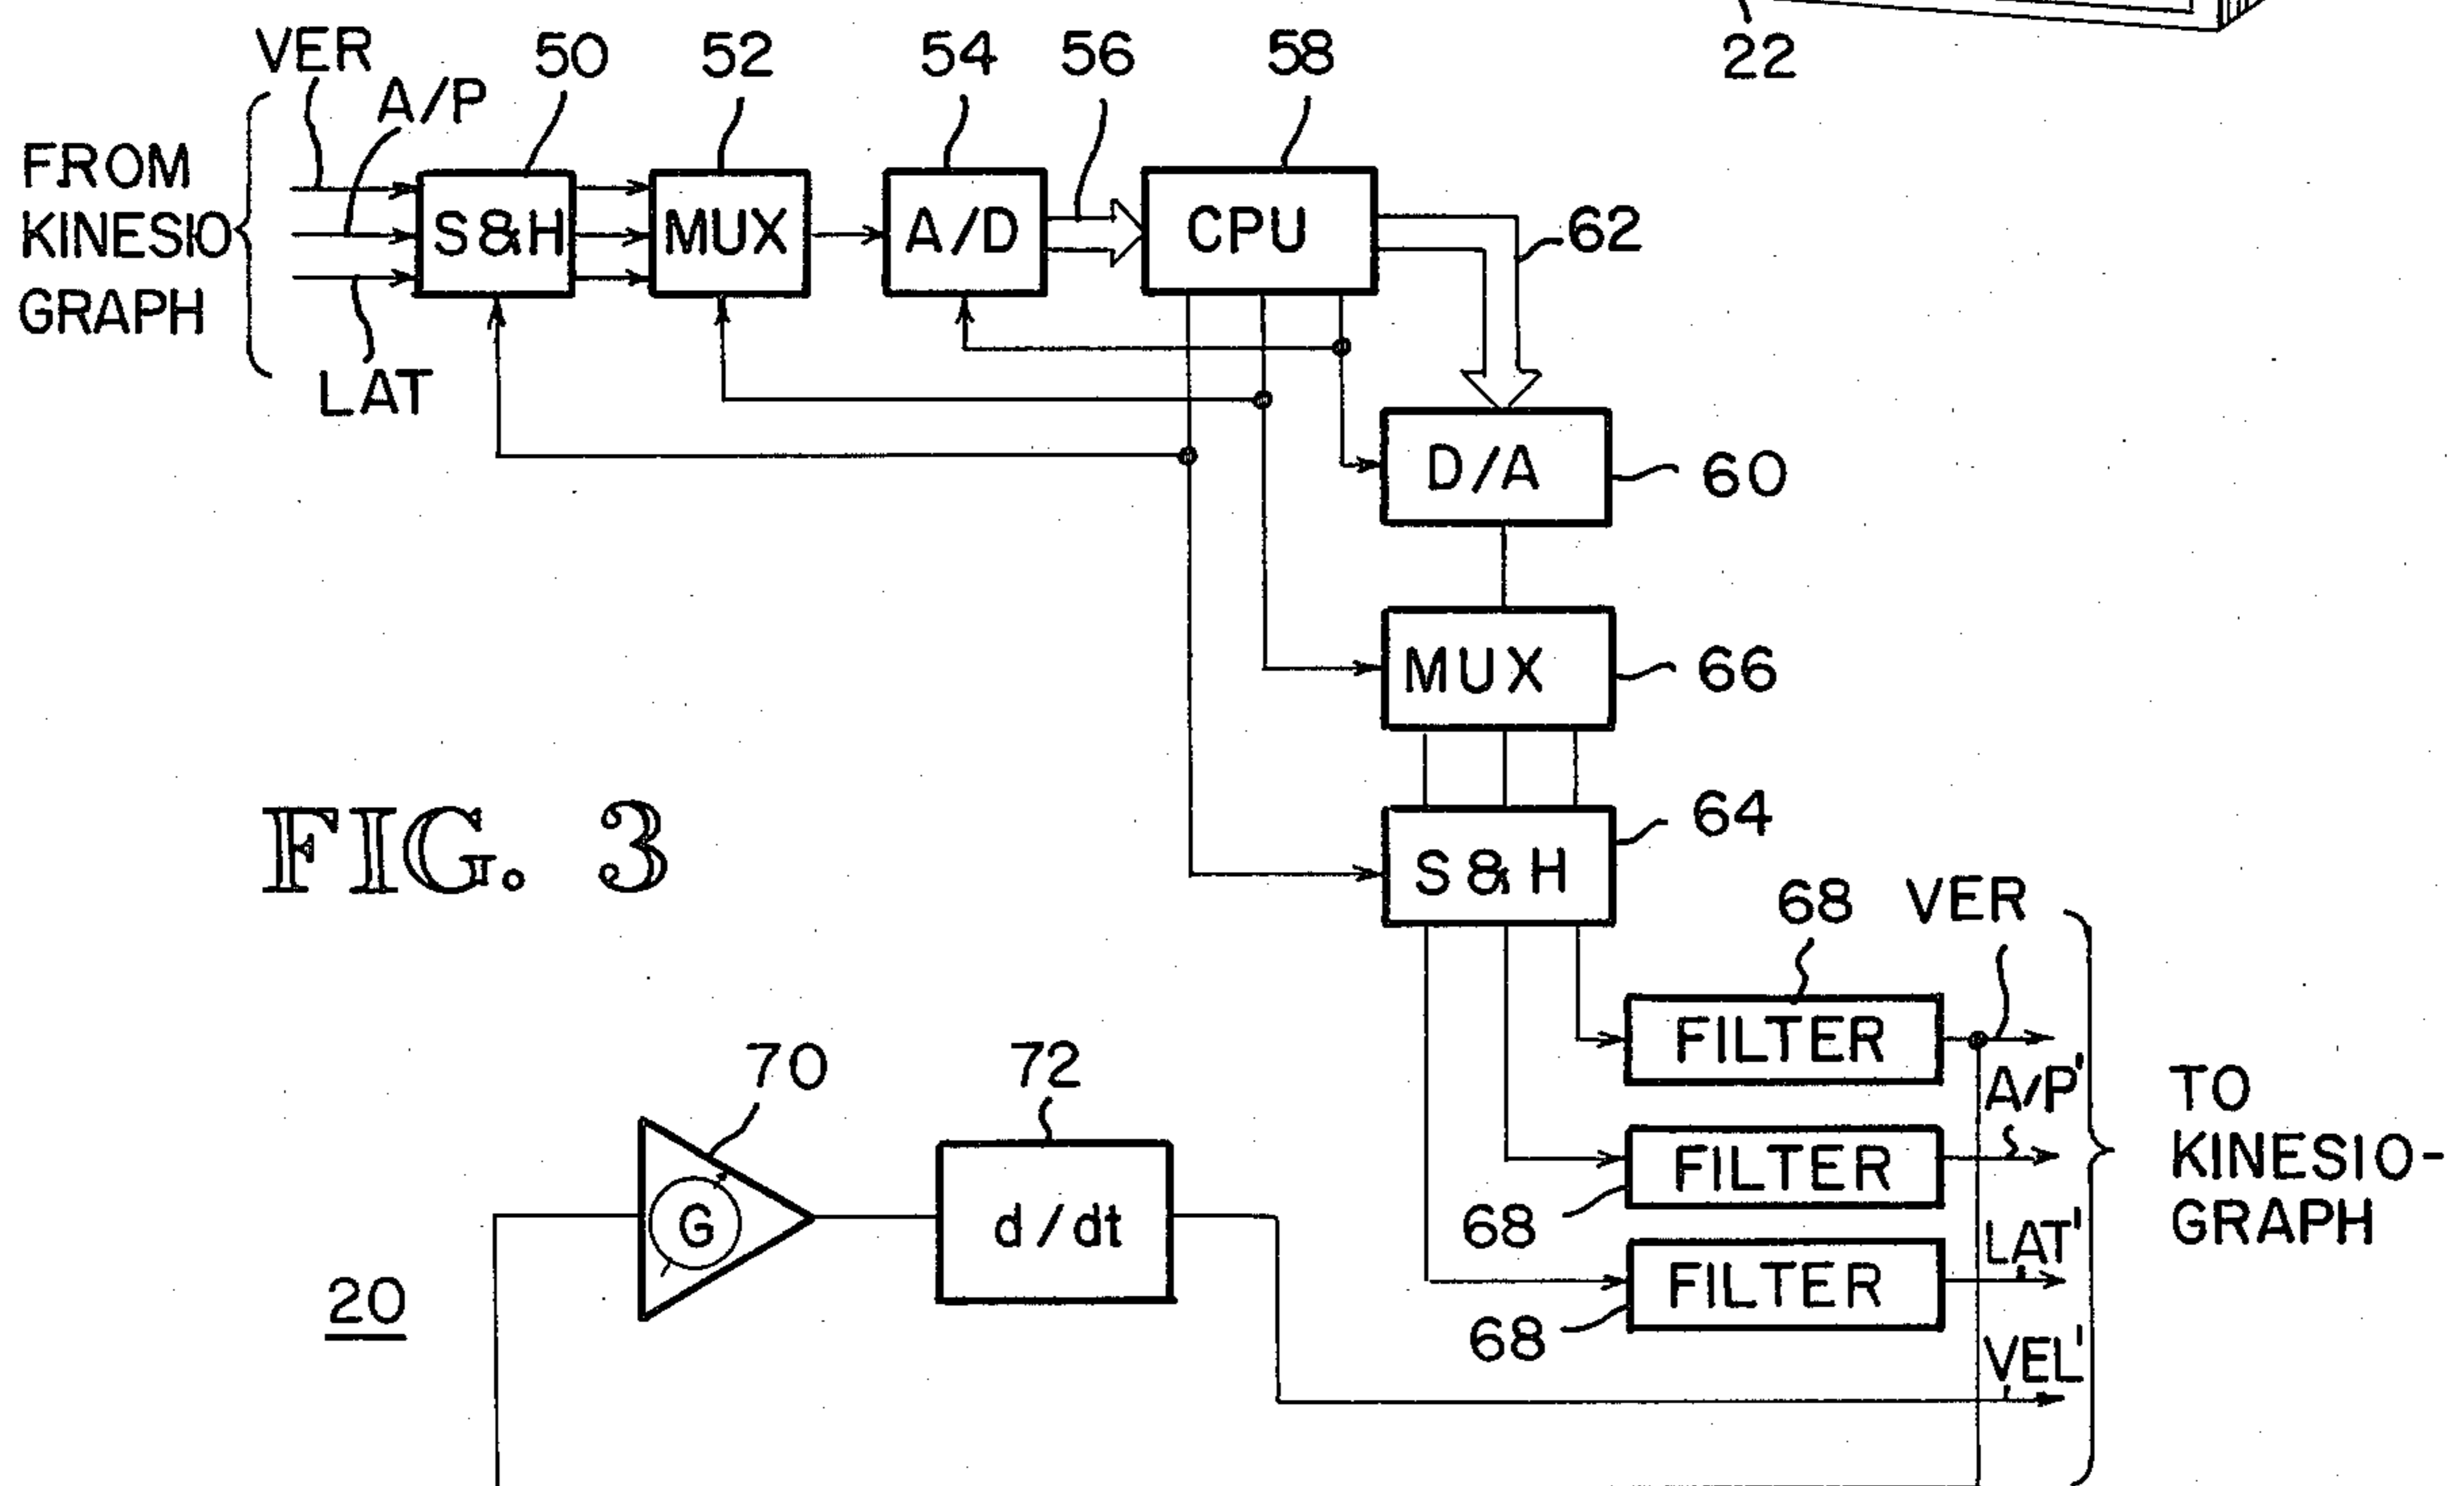 22
VER
50
52
54
56
58
A/P
FROM
KINESIO
GRAPH
S&H
MUX
A/D
CPU
62
LAT
D/A
60
MUX
66
FIG. 3
S & H
64
68
VER
FILTER
70
72
A/P'
TO
KINESIO-
GRAPH
FILTER
68
G
d/dt
LAT'
20
FILTER
68
VEL'